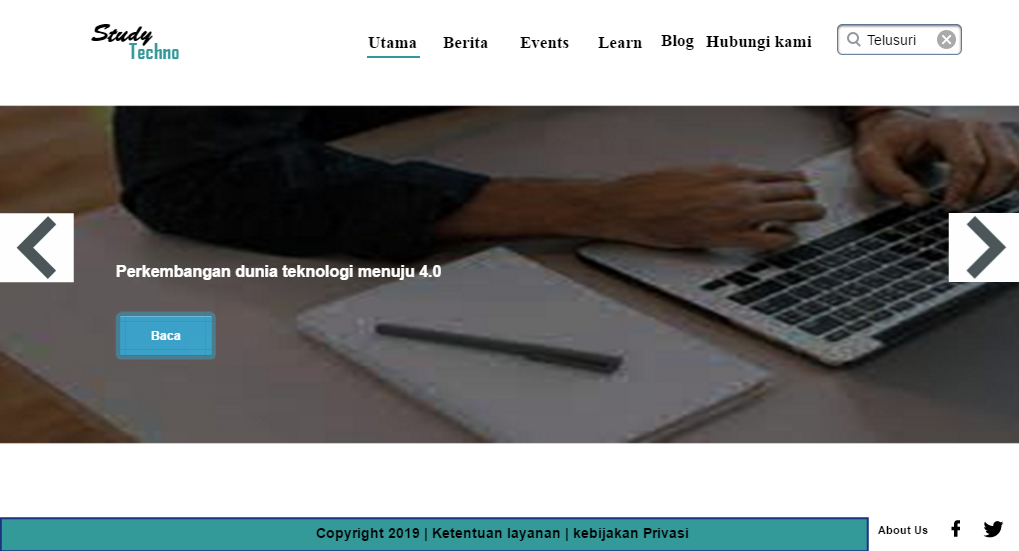 Study
Techno
Utama Berita Events Learn Blog Hubungi kami
Telusuri
Perkembangan dunia teknologi menuju 4.0
Baca
Copyright 2019 | Ketentuan layanan | kebijakan Privasi
About Us